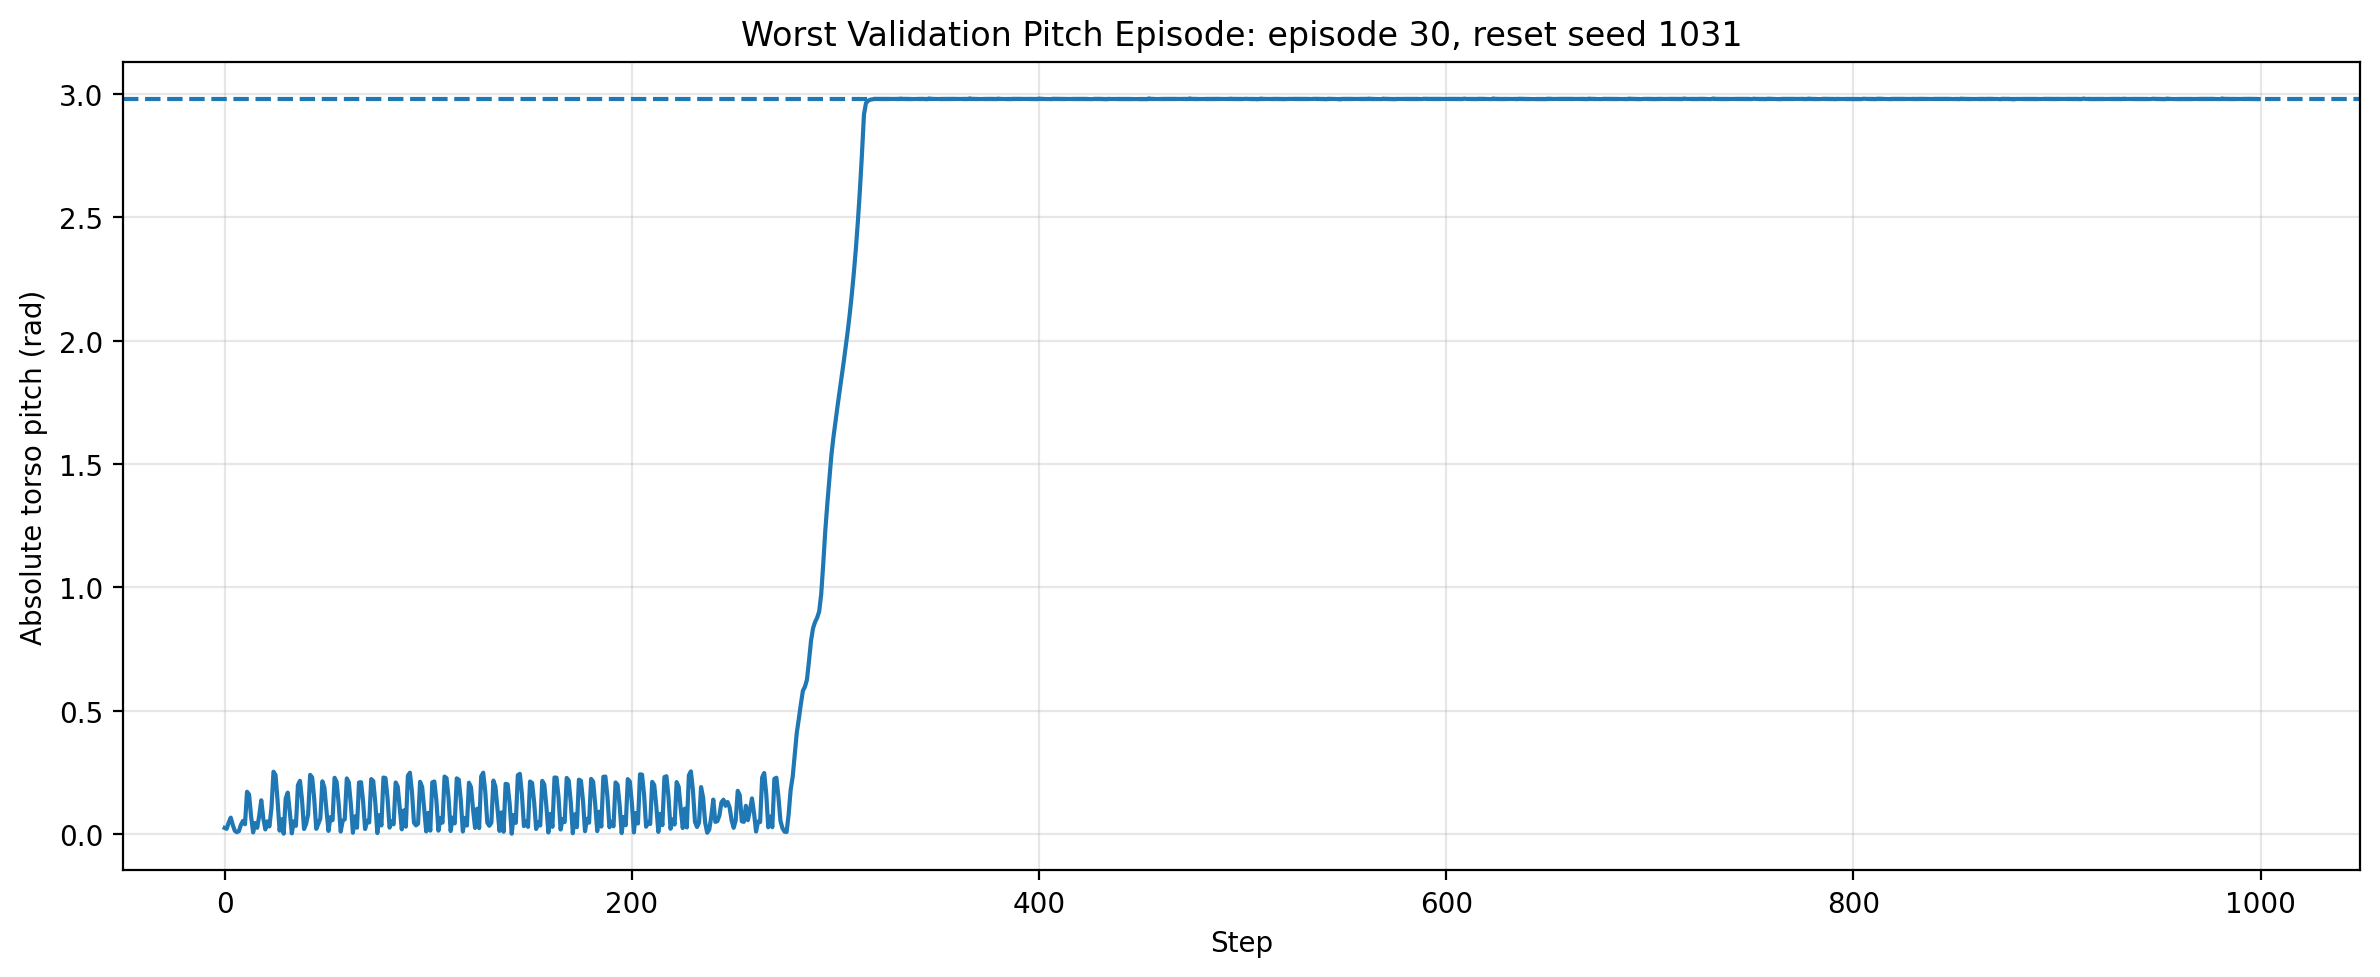 Worst Validation Pitch Episode: episode 30, reset seed 1031
Absolute torso pitch (rad)
3.0
2.5
2.0
1.5
1.0
0.5
0.0
0 200 400 600 800 1000
Step